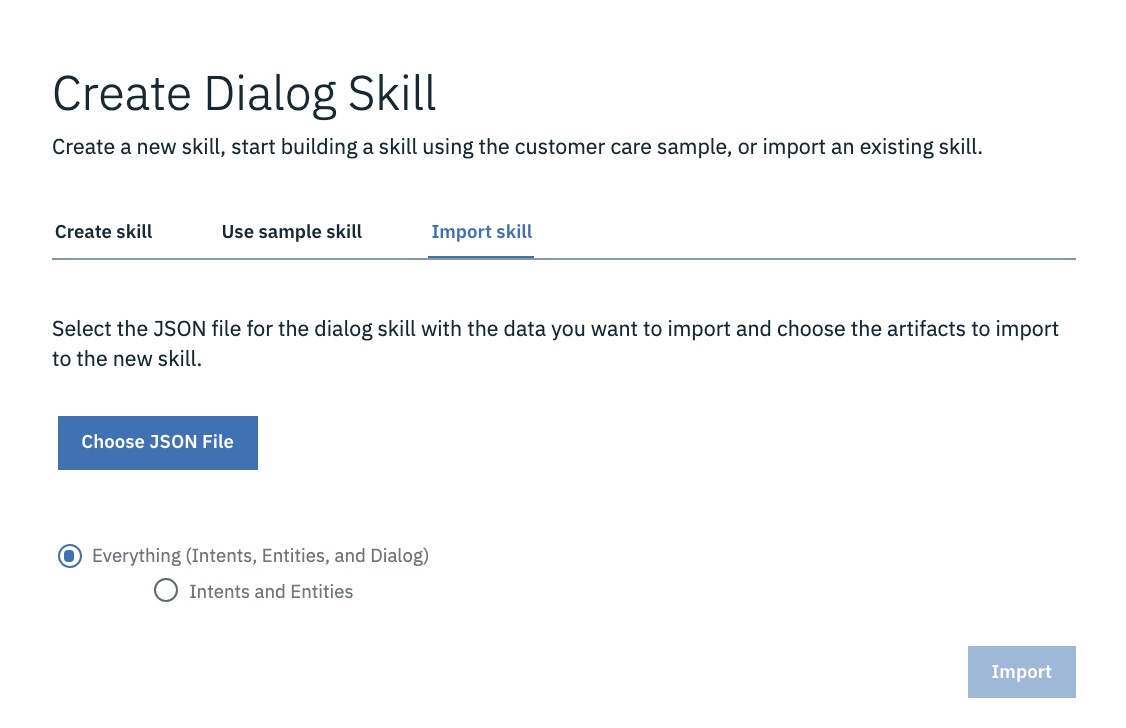 Create Dialog Skill
Create a new skill, start building a skill using the customer care sample, or import an existing skill.
Create skill Use sample skill Import skill
Select the JSON file for the dialog skill with the data you want to import and choose the artifacts to import
to the new skill.
Choose JSON File
Everything (Intents, Entities, and Dialog)
Intents and Entities
Import